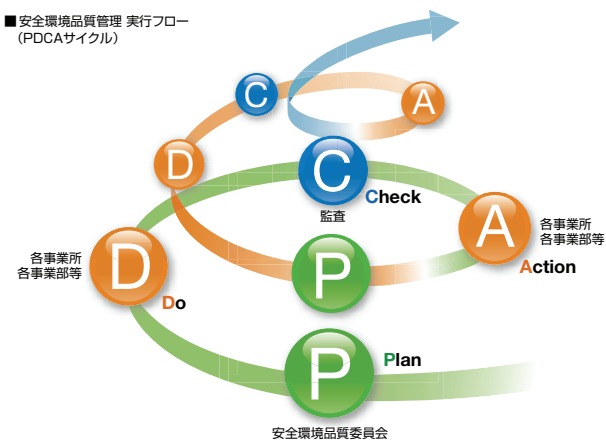 ■ 安全環境品質管理 実行フロー
（PDCAサイクル）
C
A
D
C
Check
監査
A
各事業所
各事業部等
Action
各事業所
各事業部等
D
Do
P
P
Plan
安全環境品質委員会